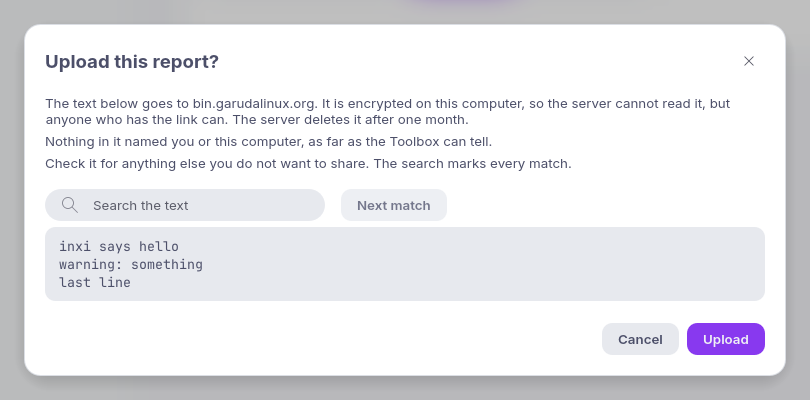 Upload this report?
The text below goes to bin.garudalinux.org. It is encrypted on this computer, so the server cannot read it, but
anyone who has the link can. The server deletes it after one month.
Nothing in it named you or this computer, as far as the Toolbox can tell.
Check it for anything else you do not want to share. The search marks every match.
Search the text
Next match
inxi says hello
warning: something
last line
Cancel
Upload